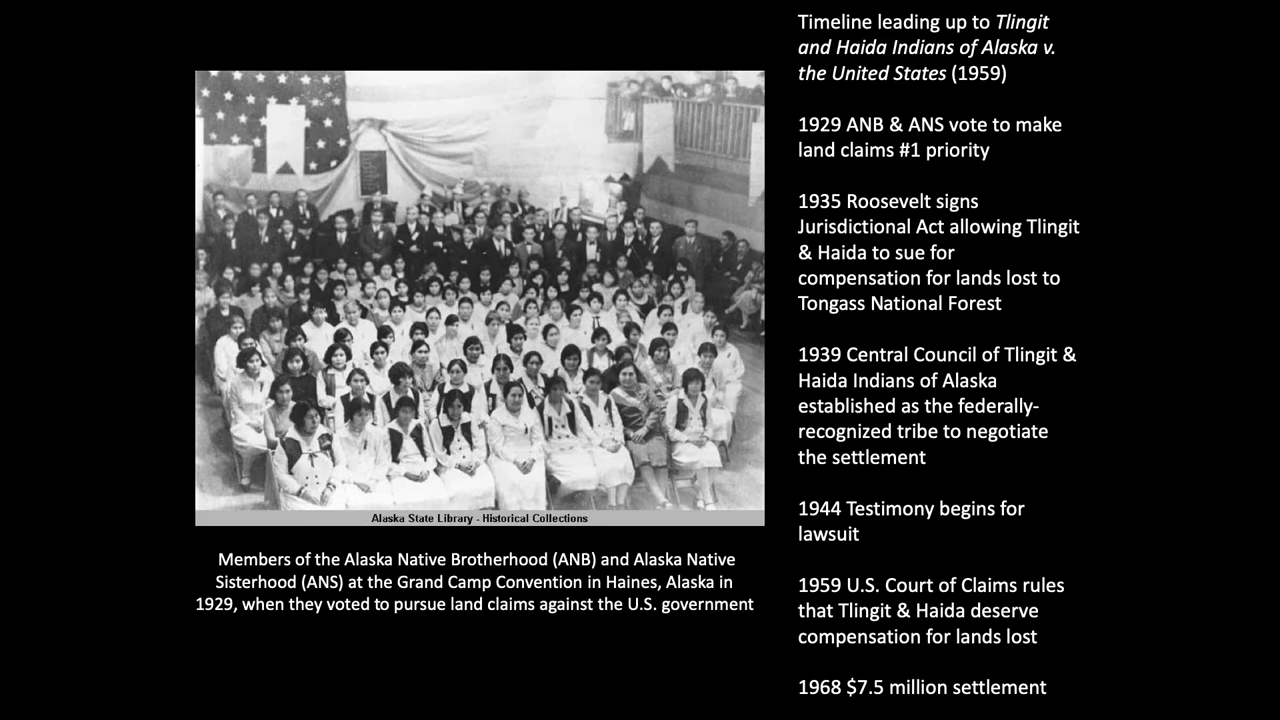 Timeline leading up to Tlingit
and Haida Indians of Alaska v.
the United States (1959)
1929 ANB & ANS vote to make
land claims #1 priority
1935 Roosevelt signs
Jurisdictional Act allowing Tlingit
& Haida to sue for
compensation for lands lost to
Tongass National Forest
1939 Central Council of Tlingit &
Haida Indians of Alaska
established as the federally-
recognized tribe to negotiate
the settlement
1944 Testimony begins for
lawsuit
1959 U.S. Court of Claims rules
that Tlingit & Haida deserve
compensation for lands lost
1968 $7.5 million settlement
Alaska State Library - Historical Collections
Members of the Alaska Native Brotherhood (ANB) and Alaska Native
Sisterhood (ANS) at the Grand Camp Convention in Haines, Alaska in
1929, when they voted to pursue land claims against the U.S. government